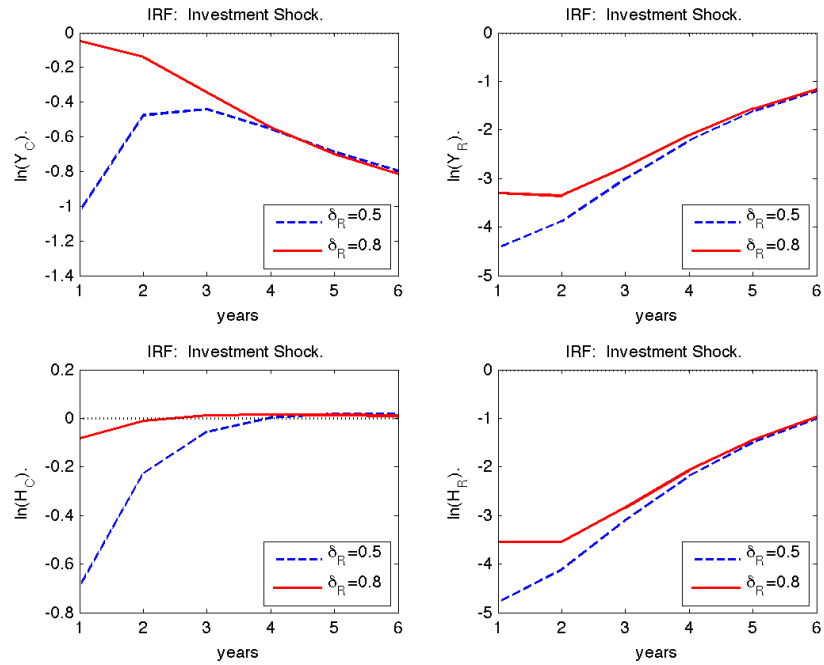 IRF: Investment Shock.
0
-0.2
-0.4
-0.6
-0.8
-1
-1.2
-1.4
ln(Y_C).
1 2 3 4 5 6
years
δ_R=0.5
δ_R=0.8
IRF: Investment Shock.
0
-1
-2
-3
-4
-5
ln(Y_R).
1 2 3 4 5 6
years
δ_R=0.5
δ_R=0.8
IRF: Investment Shock.
0.2
0
-0.2
-0.4
-0.6
-0.8
ln(H_C).
1 2 3 4 5 6
years
δ_R=0.5
δ_R=0.8
IRF: Investment Shock.
0
-1
-2
-3
-4
-5
ln(H_R).
1 2 3 4 5 6
years
δ_R=0.5
δ_R=0.8